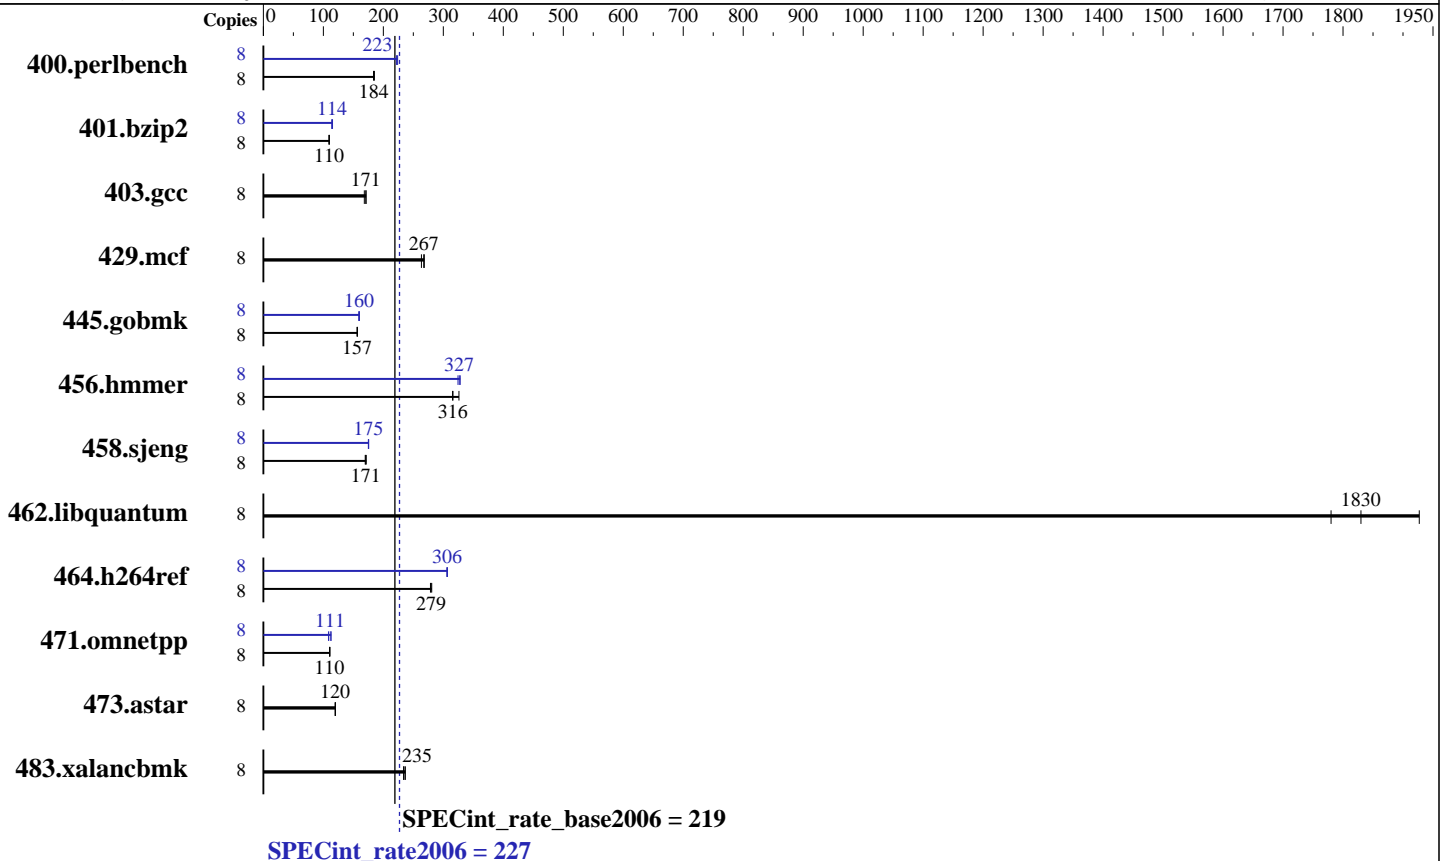 Copies 0 100 200 300 400 500 600 700 800 900 1000 1100 1200 1300 1400 1500 1600 1700 1800 1950
400.perlbench 8 223
8 184
401.bzip2 8 114
8 110
403.gcc 8 171
429.mcf 8 267
445.gobmk 8 160
8 157
456.hmmer 8 327
8 316
458.sjeng 8 175
8 171
462.libquantum 8 1830
464.h264ref 8 306
8 279
471.omnetpp 8 111
8 110
473.astar 8 120
483.xalancbmk 8 235
SPECint_rate_base2006 = 219
SPECint_rate2006 = 227